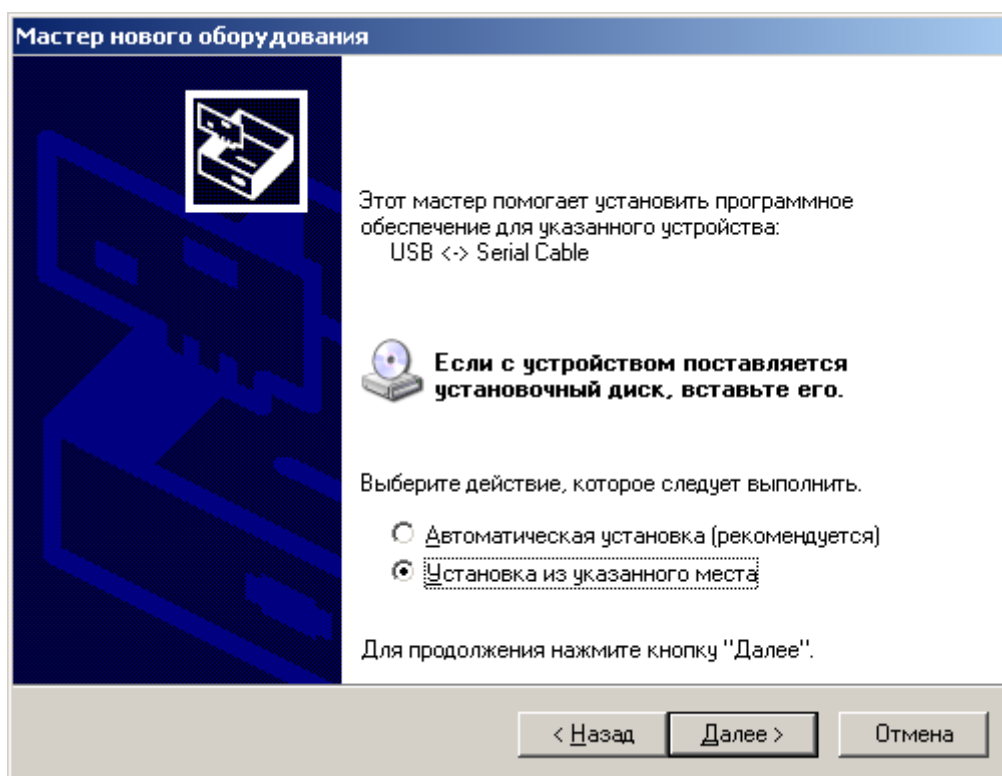 Мастер нового оборудования
Этот мастер помогает установить программное
обеспечение для указанного устройства:
USB <-> Serial Cable
Если с устройством поставляется
установочный диск, вставьте его.
Выберите действие, которое следует выполнить.
Автоматическая установка (рекомендуется)
Установка из указанного места
Для продолжения нажмите кнопку "Далее".
< Назад Далее > Отмена